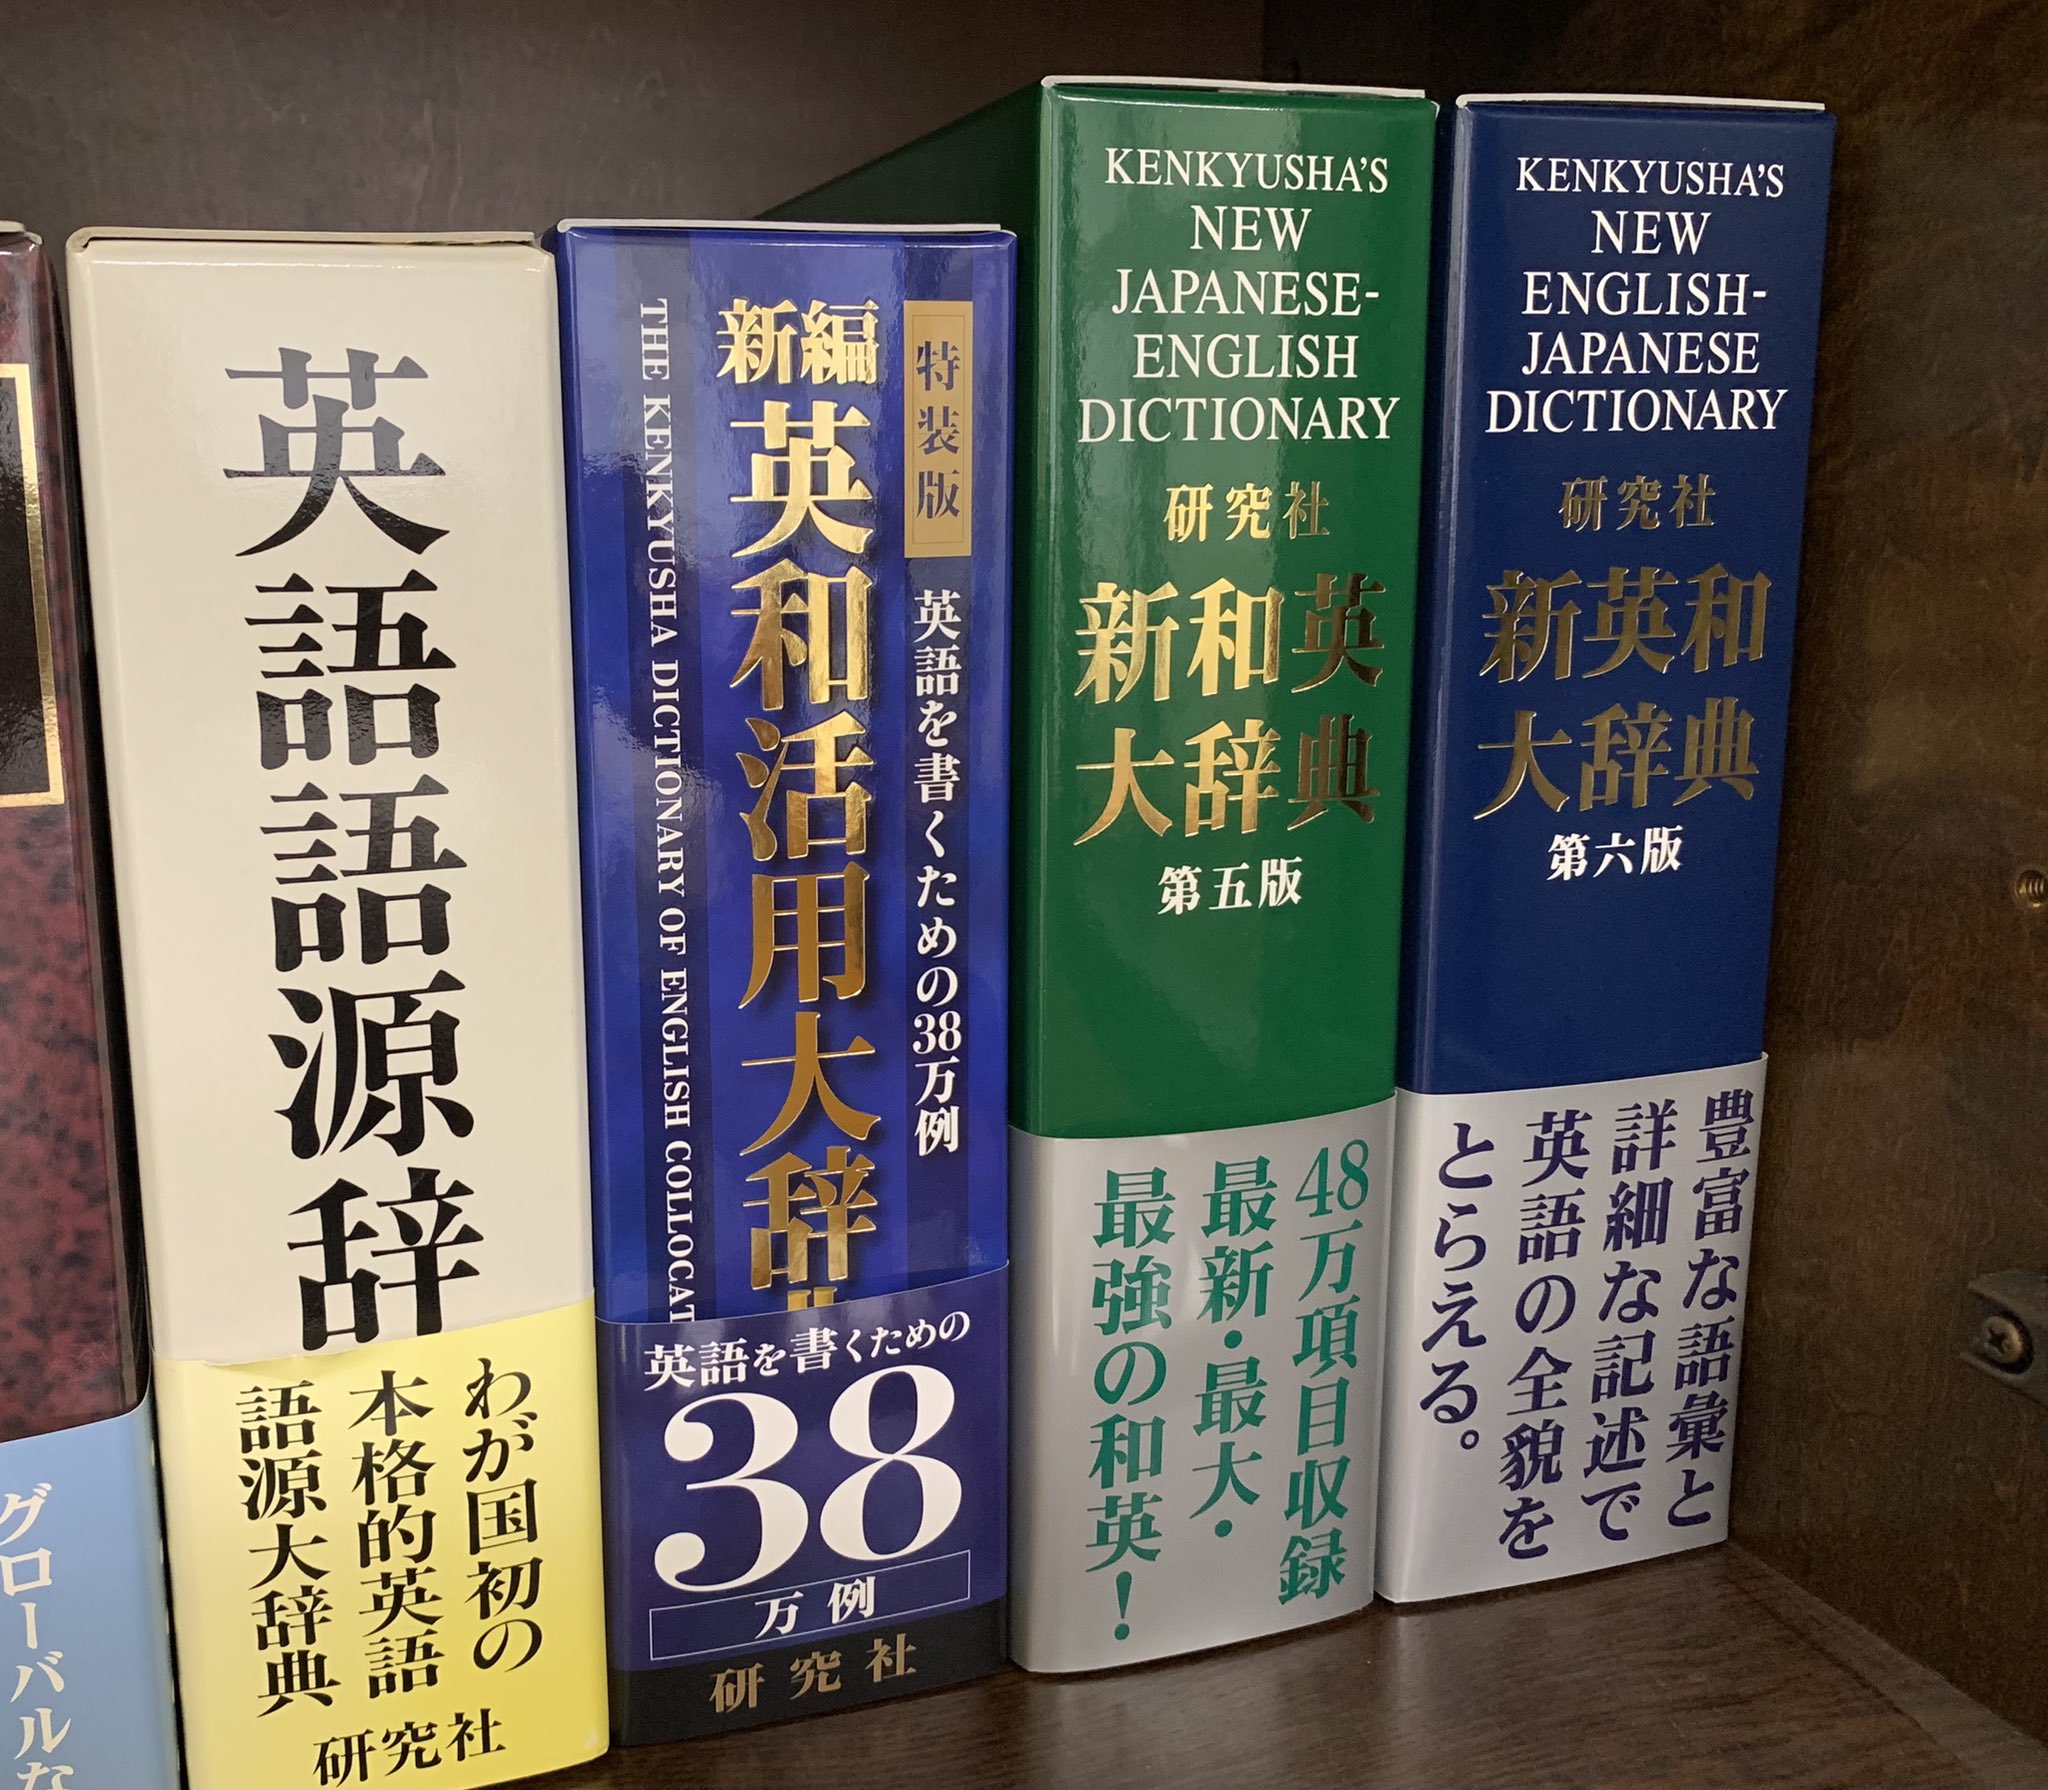 グローバルな
英語語源辞
わが国初の
本格的英語
語源大辞典
研究社
特装版
英語を書くための38万例
新編
英和活用大辞
THE KENKYUSHA DICTIONARY OF ENGLISH COLLOCAT
英語を書くための
38
万例
研究社
KENKYUSHA'S
NEW
JAPANESE-
ENGLISH
DICTIONARY
研究社
新和英
大辞典
第五版
48万項目収録
最新・最大・
最強の和英!
KENKYUSHA'S
NEW
ENGLISH-
JAPANESE
DICTIONARY
研究社
新英和
大辞典
第六版
豊富な語彙と
詳細な記述で
英語の全貌を
とらえる。